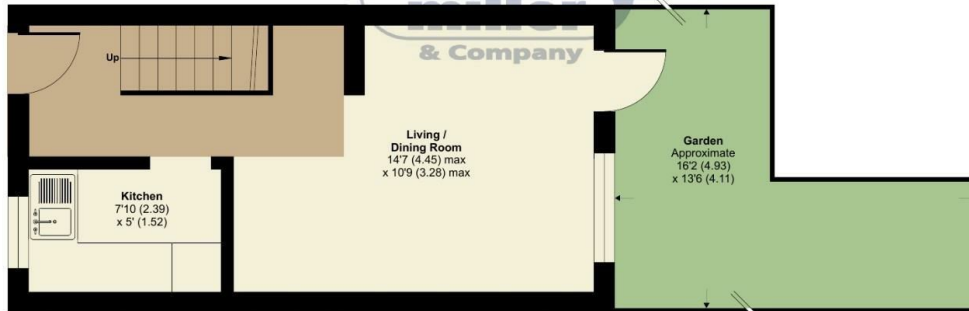 miller
& Company
Up
Living /
Dining Room
14'7 (4.45) max
x 10'9 (3.28) max
Garden
Approximate
16'2 (4.93)
x 13'6 (4.11)
Kitchen
7'10 (2.39)
x 5' (1.52)